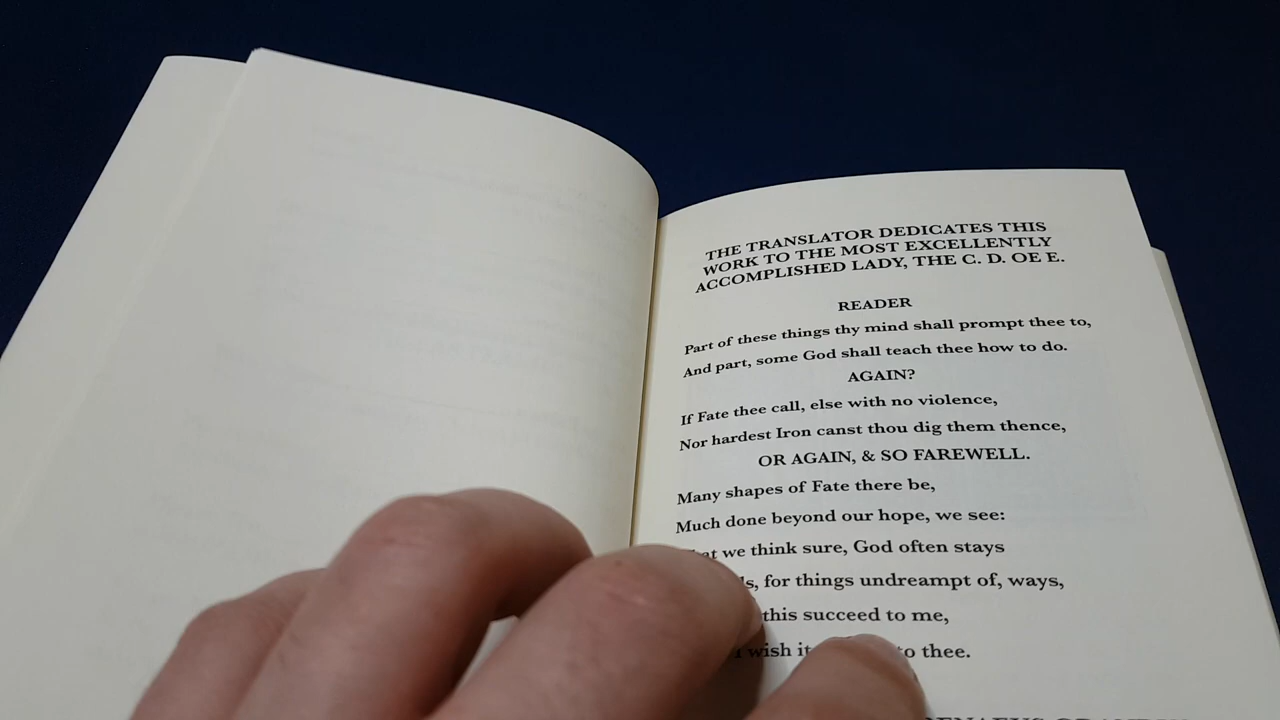 THE TRANSLATOR DEDICATES THIS
WORK TO THE MOST EXCELLENTLY
ACCOMPLISHED LADY, THE C. D. OE E.
READER
Part of these things thy mind shall prompt thee to,
And part, some God shall teach thee how to do.
AGAIN?
If Fate thee call, else with no violence,
Nor hardest Iron canst thou dig them thence,
OR AGAIN, & SO FAREWELL.
Many shapes of Fate there be,
Much done beyond our hope, we see:
we think sure, God often stays
for things undreampt of, ways,
this succeed to me,
wish it to thee.